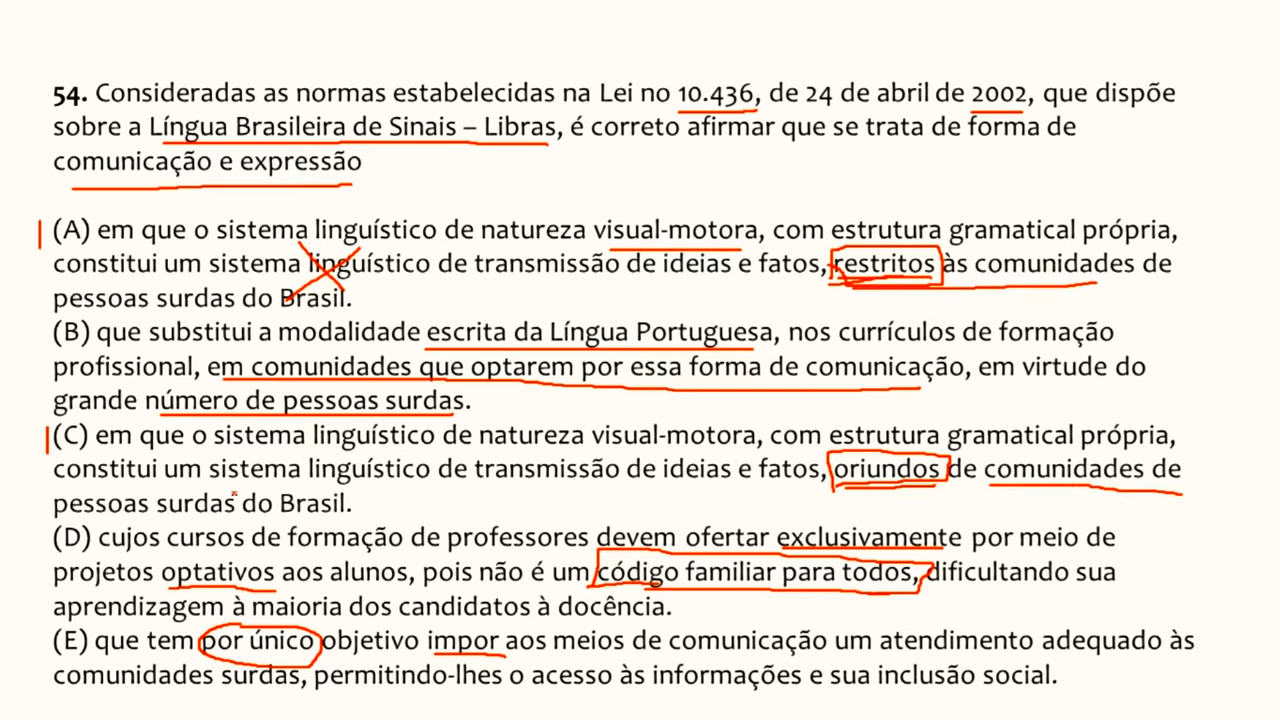 54. Consideradas as normas estabelecidas na Lei no 10.436, de 24 de abril de 2002, que dispõe
sobre a Língua Brasileira de Sinais – Libras, é correto afirmar que se trata de forma de
comunicação e expressão
(A) em que o sistema linguístico de natureza visual-motora, com estrutura gramatical própria,
constitui um sistema linguístico de transmissão de ideias e fatos, restritos às comunidades de
pessoas surdas do Brasil.
(B) que substitui a modalidade escrita da Língua Portuguesa, nos currículos de formação
profissional, em comunidades que optarem por essa forma de comunicação, em virtude do
grande número de pessoas surdas.
(C) em que o sistema linguístico de natureza visual-motora, com estrutura gramatical própria,
constitui um sistema linguístico de transmissão de ideias e fatos, oriundos de comunidades de
pessoas surdas do Brasil.
(D) cujos cursos de formação de professores devem ofertar exclusivamente por meio de
projetos optativos aos alunos, pois não é um código familiar para todos, dificultando sua
aprendizagem à maioria dos candidatos à docência.
(E) que tem por único objetivo impor aos meios de comunicação um atendimento adequado às
comunidades surdas, permitindo-lhes o acesso às informações e sua inclusão social.